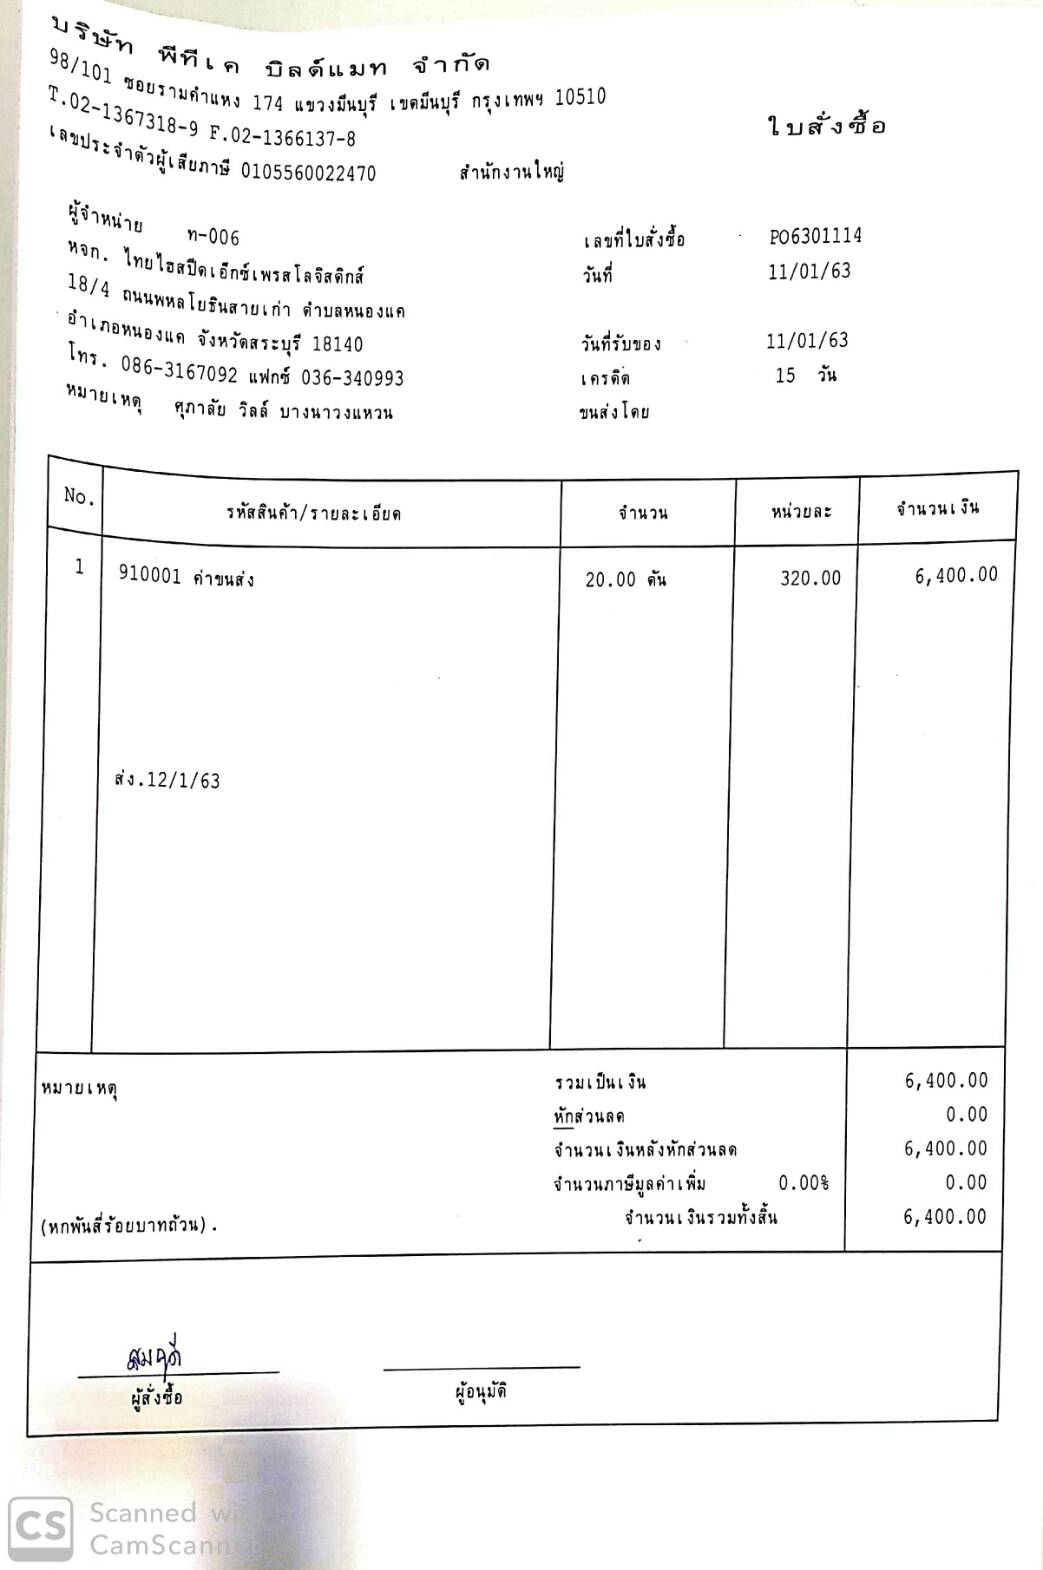 บริษัท พีทีเค บิลด์แมท จำกัด
98/101 ซอยรามคำแหง 174 แขวงมีนบุรี เขตมีนบุรี กรุงเทพฯ 10510
T.02-1367318-9 F.02-1366137-8
ใบสั่งซื้อ
เลขประจำตัวผู้เสียภาษี 0105560022470 สำนักงานใหญ่
ผู้จำหน่าย ท-006
เลขที่ใบสั่งซื้อ PO6301114
หจก. ไทยไฮสปีดเอ็กซ์เพรสโลจิสติกส์
วันที่ 11/01/63
18/4 ถนนพหลโยธินสายเก่า ตำบลหนองแค
อำเภอหนองแค จังหวัดสระบุรี 18140
วันที่รับของ 11/01/63
โทร. 086-3167092 แฟกซ์ 036-340993
เครดิต 15 วัน
หมายเหตุ ศุภาลัย วิลล์ บางนาวงแหวน
ขนส่งโดย
No. รหัสสินค้า/รายละเอียด จำนวน หน่วยละ จำนวนเงิน
1 910001 ค่าขนส่ง 20.00 ตัน 320.00 6,400.00
ส่ง.12/1/63
หมายเหตุ รวมเป็นเงิน 6,400.00
หักส่วนลด 0.00
จำนวนเงินหลังหักส่วนลด 6,400.00
จำนวนภาษีมูลค่าเพิ่ม 0.00% 0.00
(หกพันสี่ร้อยบาทถ้วน). จำนวนเงินรวมทั้งสิ้น 6,400.00
สมฤดี
ผู้สั่งซื้อ ผู้อนุมัติ
CS Scanned
CamScann